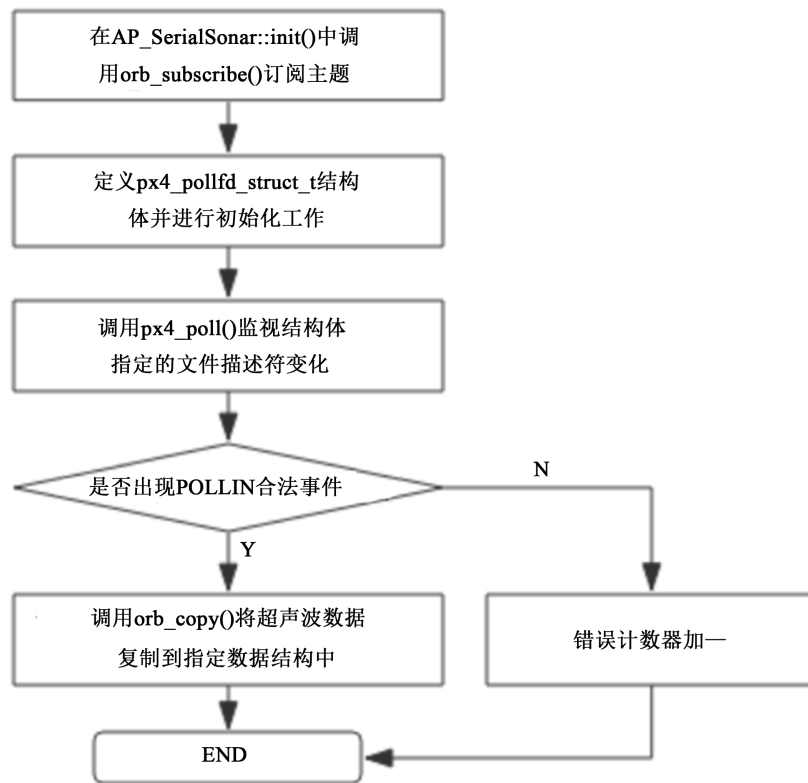 在AP_SerialSonar::init()中调
用orb_subscribe()订阅主题
定义px4_pollfd_struct_t结构
体并进行初始化工作
调用px4_poll()监视结构体
指定的文件描述符变化
是否出现POLLIN合法事件
N
Y
调用orb_copy()将超声波数据
复制到指定数据结构中
错误计数器加一
END